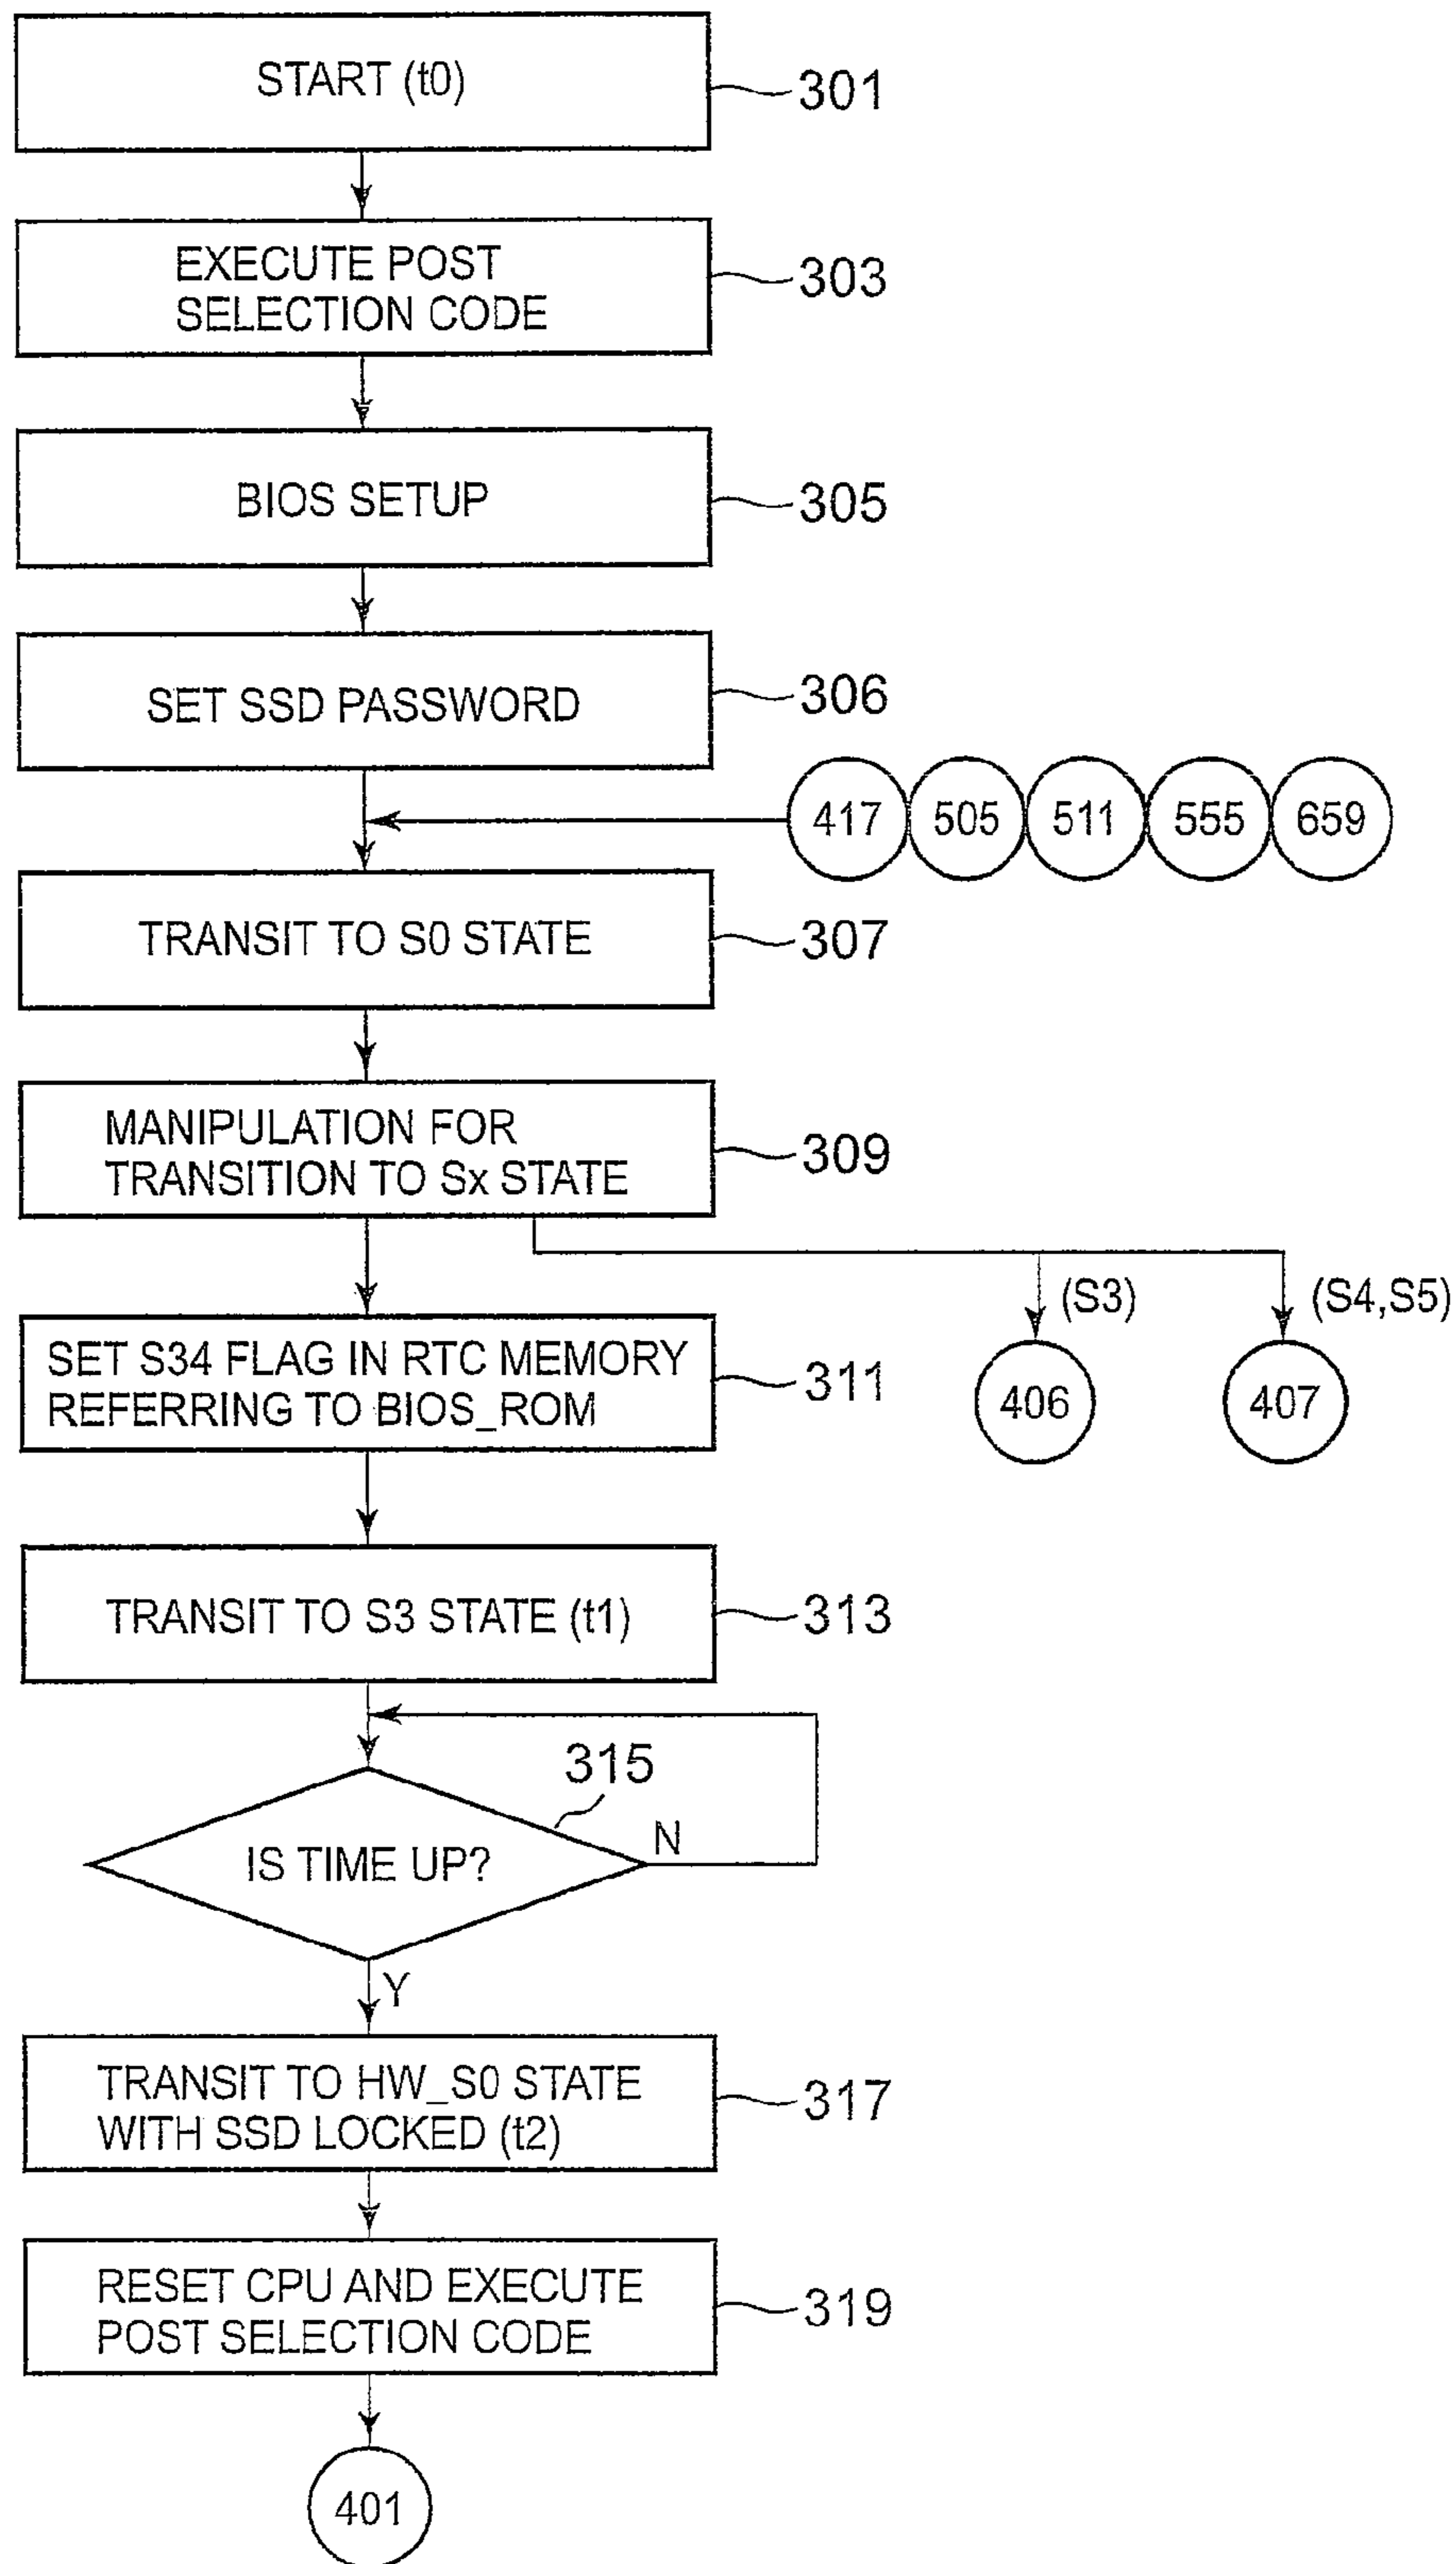 START (t0)
301
EXECUTE POST
SELECTION CODE
303
BIOS SETUP
305
SET SSD PASSWORD
306
417 505 511 555 659
TRANSIT TO S0 STATE
307
MANIPULATION FOR
TRANSITION TO Sx STATE
309
(S3) (S4,S5)
SET S34 FLAG IN RTC MEMORY
REFERRING TO BIOS_ROM
311
406 407
TRANSIT TO S3 STATE (t1)
313
315
IS TIME UP?
N
Y
TRANSIT TO HW_S0 STATE
WITH SSD LOCKED (t2)
317
RESET CPU AND EXECUTE
POST SELECTION CODE
319
401